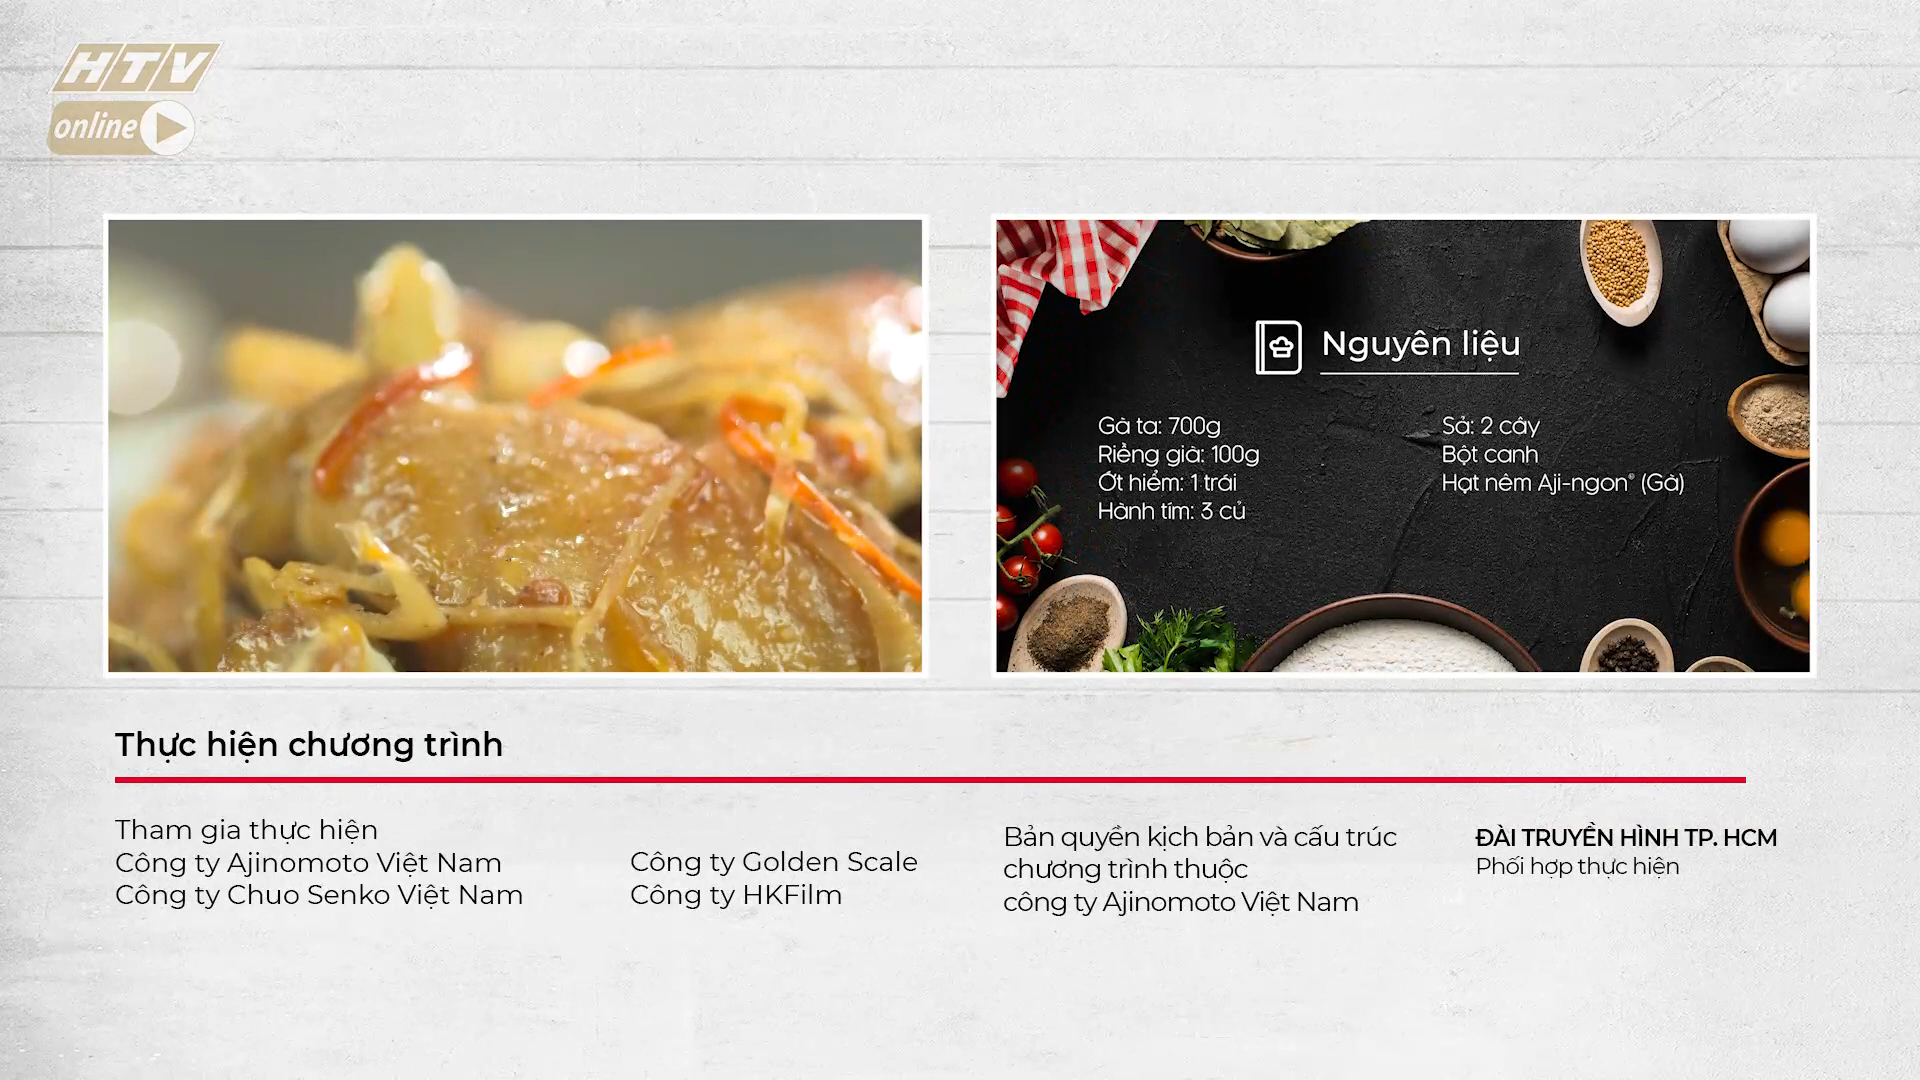 HTV
online
Nguyên liệu
Gà ta: 700g
Riềng già: 100g
Ớt hiểm: 1 trái
Hành tím: 3 củ
Sả: 2 cây
Bột canh
Hạt nêm Aji-ngon® (Gà)
Thực hiện chương trình
Tham gia thực hiện
Công ty Ajinomoto Việt Nam
Công ty Chuo Senko Việt Nam
Công ty Golden Scale
Công ty HKFilm
Bản quyền kịch bản và cấu trúc
chương trình thuộc
công ty Ajinomoto Việt Nam
ĐÀI TRUYỀN HÌNH TP. HCM
Phối hợp thực hiện